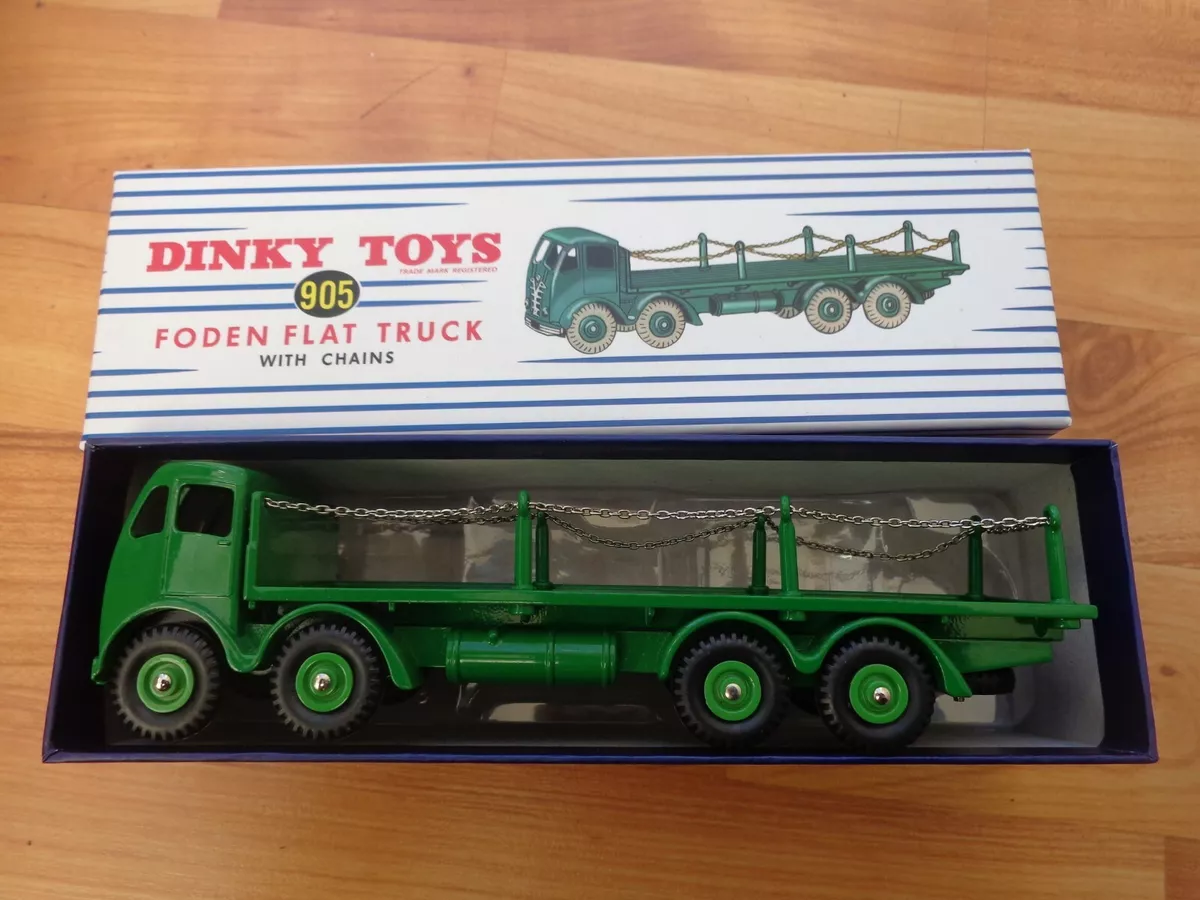 DINKY TOYS
TRADE MARK REGISTERED
905
FODEN FLAT TRUCK
WITH CHAINS